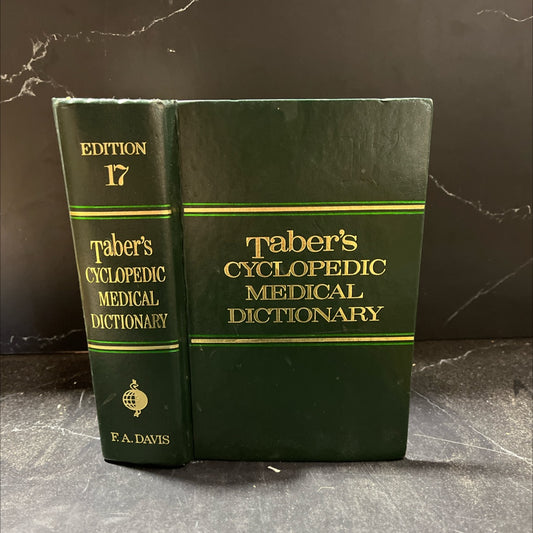 EDITION
17
Taber's
CYCLOPEDIC
MEDICAL
DICTIONARY
F. A. DAVIS
Taber's
CYCLOPEDIC
MEDICAL
DICTIONARY